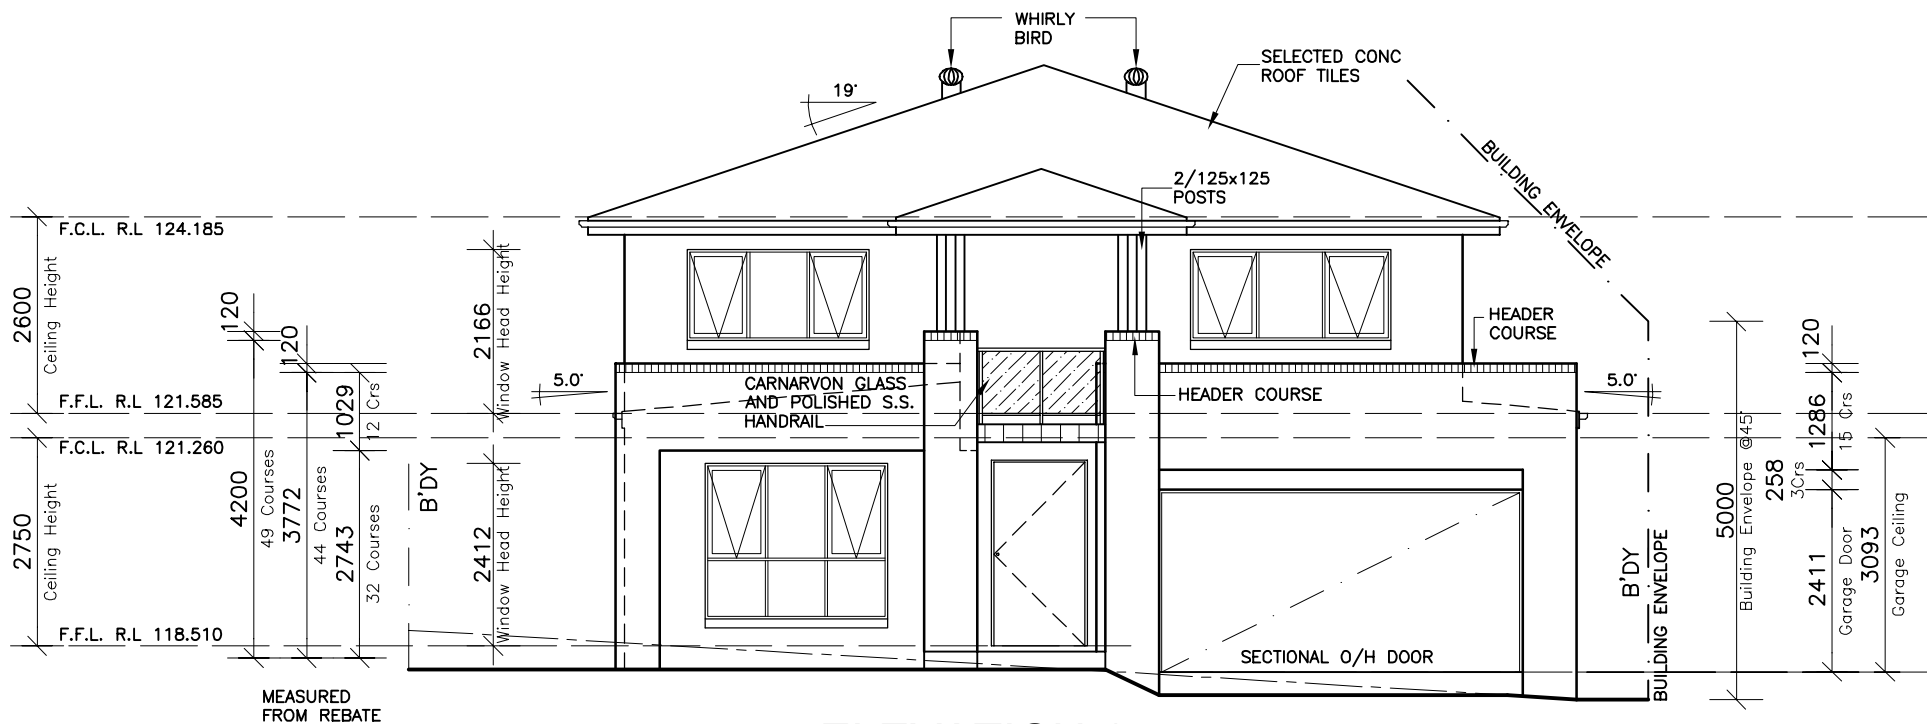 WHIRLY
BIRD
SELECTED CONC
ROOF TILES
19°
BUILDING ENVELOPE
2/125x125
POSTS
F.C.L. R.L 124.185
2600
Ceiling Height
120
120
2166
Window Head Height
HEADER
COURSE
120
5.0°
CARNARVON GLASS
AND POLISHED S.S.
HANDRAIL
HEADER COURSE
5.0°
F.F.L. R.L 121.585
1029
12 Crs
1286
15 Crs
F.C.L. R.L 121.260
2750
Ceiling Height
4200
49 Courses
3772
44 Courses
2743
32 Courses
B'DY
2412
Window Head Height
5000
Building Envelope @45°
258
3Crs
2411
Garage Door
3093
Garage Ceiling
B'DY
BUILDING ENVELOPE
F.F.L. R.L 118.510
SECTIONAL O/H DOOR
MEASURED
FROM REBATE